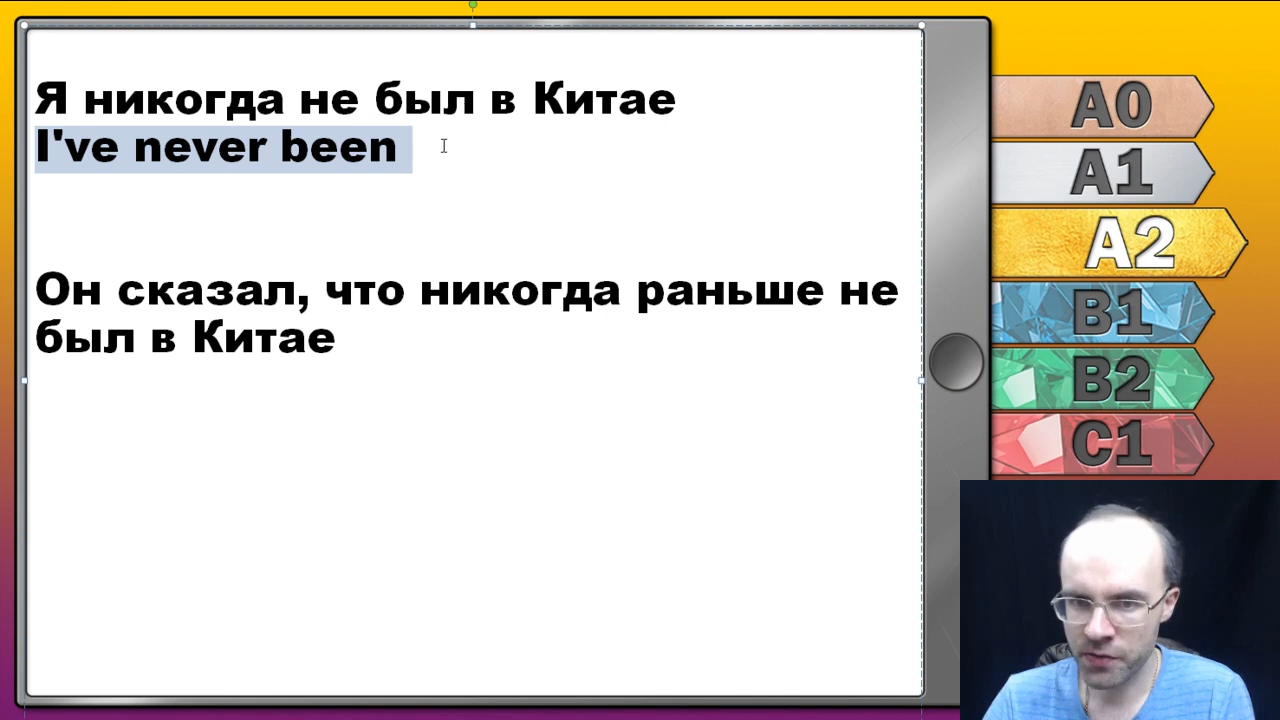 Я никогда не был в Китае
I've never been
Он сказал, что никогда раньше не
был в Китае
A0
A1
A2
B1
B2
C1